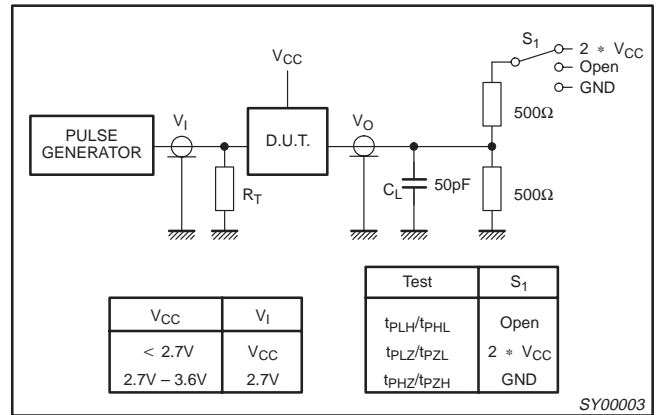 S1
2 * VCC
Open
GND
VCC
500Ω
PULSE
GENERATOR
VI
D.U.T.
VO
RT
CL
50pF
500Ω
VCC VI
< 2.7V VCC
2.7V – 3.6V 2.7V
Test S1
tPLH/tPHL Open
tPLZ/tPZL 2 * VCC
tPHZ/tPZH GND
SY00003